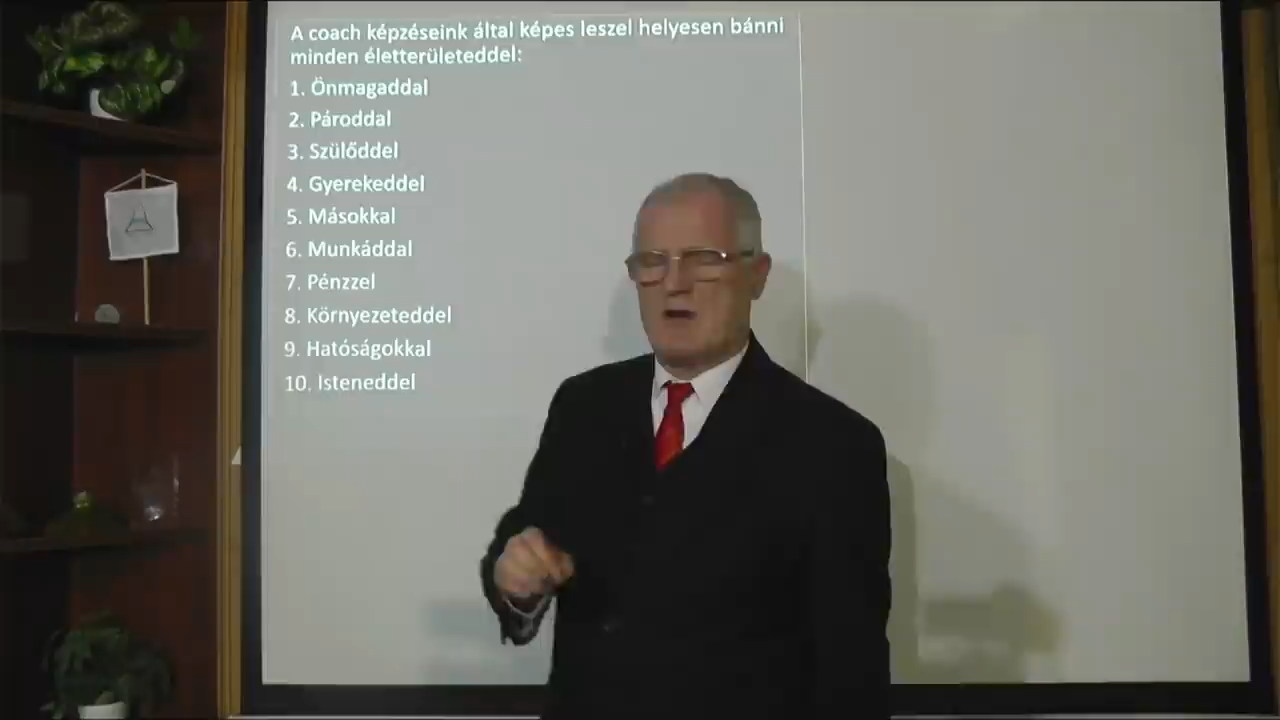 A coach képzéseink által képes leszel helyesen bánni
minden életterületeddel:
1. Önmagaddal
2. Pároddal
3. Szülőddel
4. Gyerekeddel
5. Másokkal
6. Munkáddal
7. Pénzzel
8. Környezeteddel
9. Hatóságokkal
10. Isteneddel